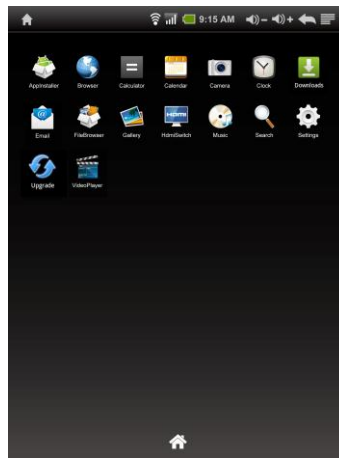 9:15 AM
AppInstaller Browser Calculator Calendar Camera Clock Downloads
HDMI
Email FileBrowser Gallery HdmiSwitch Music Search Settings
Upgrade VideoPlayer